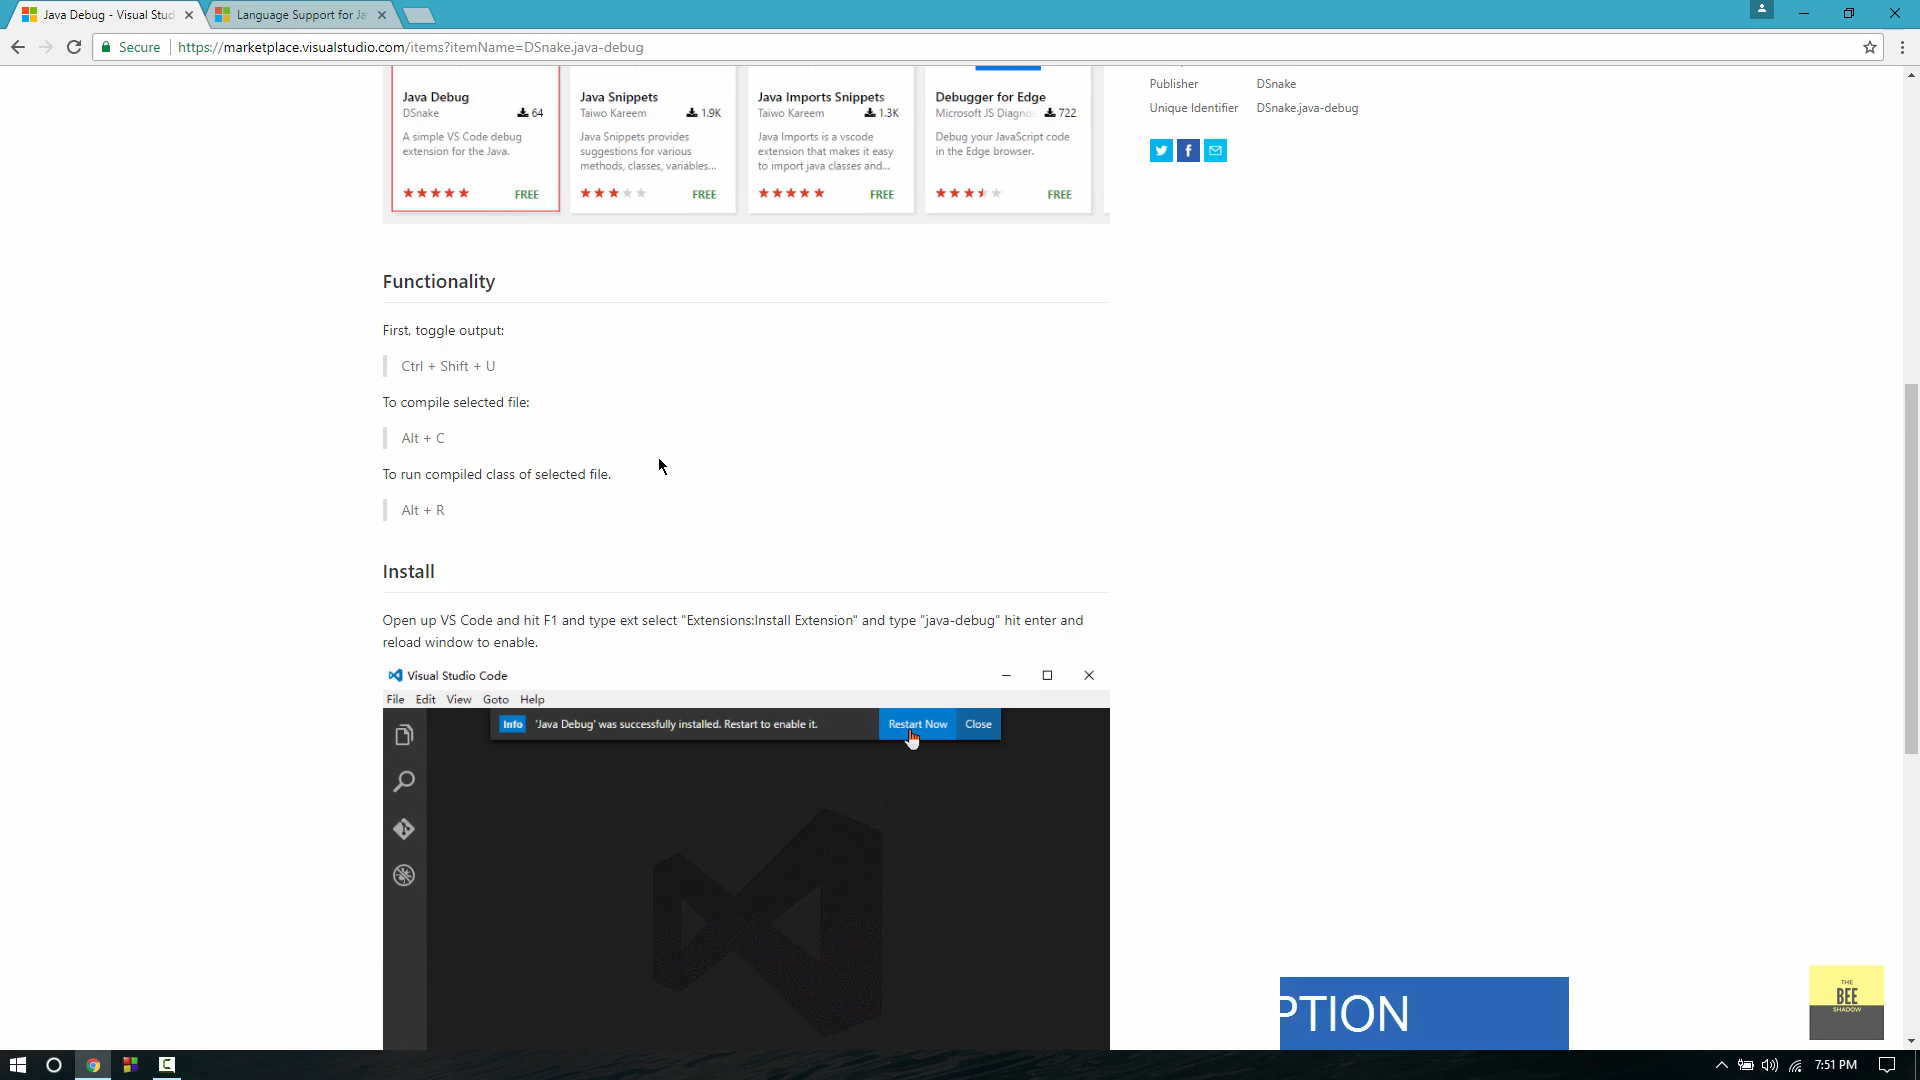 Java Debug - Visual Stud
Language Support for Ja
Secure
https://marketplace.visualstudio.com/items?itemName=DSnake.java-debug
Java Debug
DSnake
64
A simple VS Code debug
extension for the Java.
FREE
Java Snippets
Taiwo Kareem
1.9K
Java Snippets provides
suggestions for various
methods, classes, variables...
FREE
Java Imports Snippets
Taiwo Kareem
1.3K
Java Imports is a vscode
extension that makes it easy
to import java classes and...
FREE
Debugger for Edge
Microsoft JS Diagnos
722
Debug your JavaScript code
in the Edge browser.
FREE
Publisher
DSnake
Unique Identifier
DSnake.java-debug
Functionality
First, toggle output:
Ctrl + Shift + U
To compile selected file:
Alt + C
To run compiled class of selected file.
Alt + R
Install
Open up VS Code and hit F1 and type ext select "Extensions:Install Extension" and type "java-debug" hit enter and
reload window to enable.
Visual Studio Code
File Edit View Goto Help
Info 'Java Debug' was successfully installed. Restart to enable it. Restart Now Close
PTION
THE
BEE
SHADOW
7:51 PM